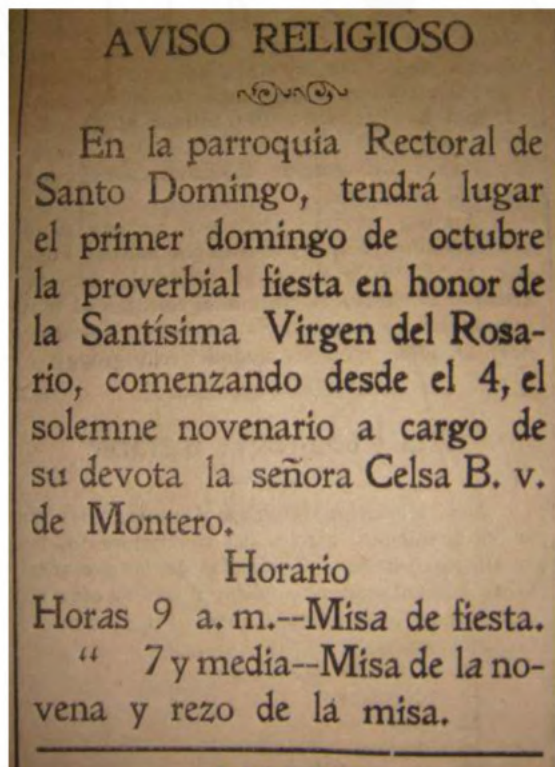 AVISO RELIGIOSO
En la parroquia Rectoral de
Santo Domingo, tendrá lugar
el primer domingo de octubre
la proverbial fiesta en honor de
la Santísima Virgen del Rosa-
rio, comenzando desde el 4, el
solemne novenario a cargo de
su devota la señora Celsa B. v.
de Montero.
Horario
Horas 9 a. m.--Misa de fiesta.
“ 7 y media--Misa de la no-
vena y rezo de la misa.